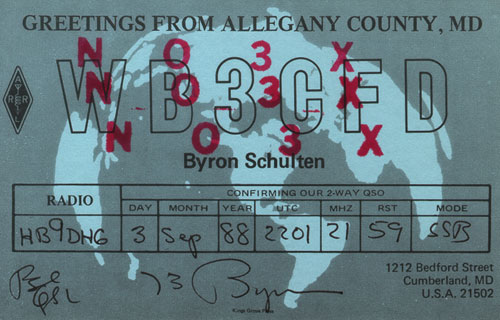 GREETINGS FROM ALLEGANY COUNTY, MD
N O 3 X
WB3CFD
N O 3 X
N O 3 X
ARRL
Byron Schulten
RADIO
CONFIRMING OUR 2-WAY QSO
DAY MONTH YEAR UTC MHZ RST MODE
HB9DHG 3 Sep 88 2201 21 59 SSB
QSL 73 Byron
1212 Bedford Street
Cumberland, MD
U.S.A. 21502